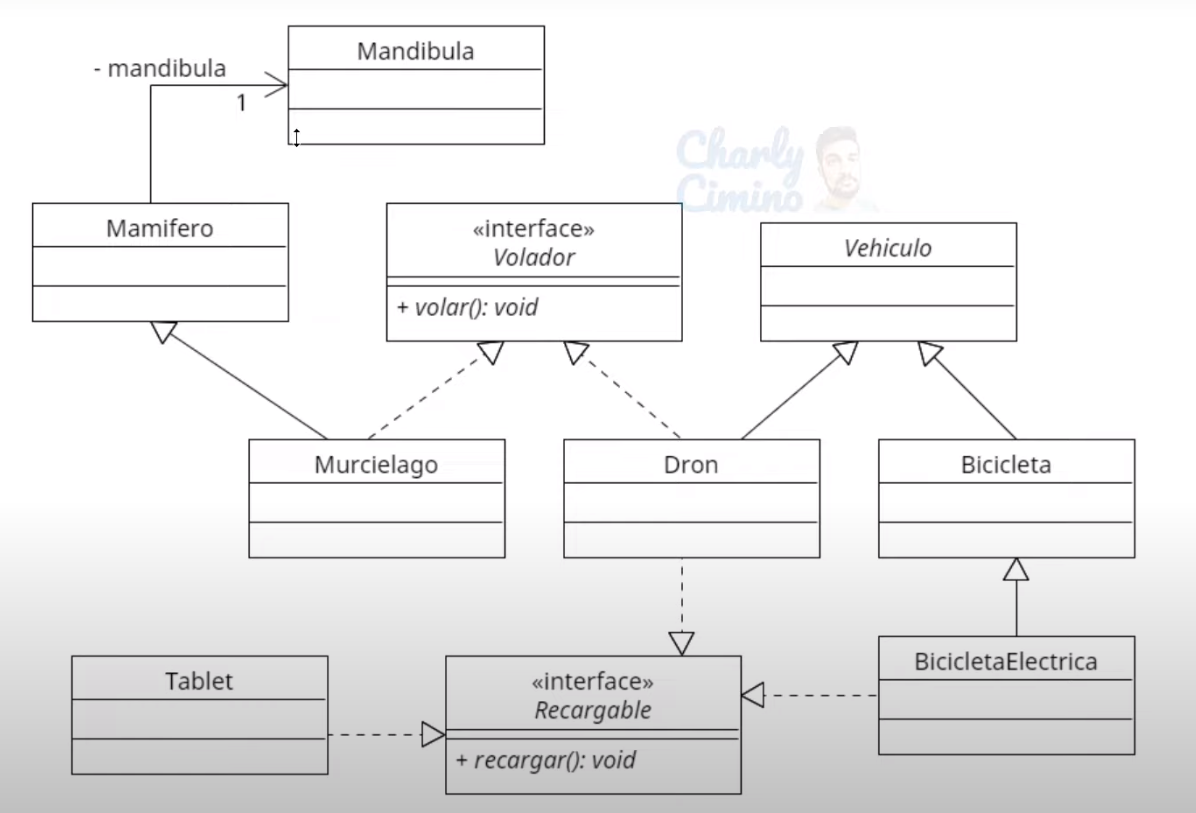 Mandibula
- mandibula
1
Charly
Cimino
Mamifero
«interface»
Volador
+ volar(): void
Vehiculo
Murcielago
Dron
Bicicleta
Tablet
«interface»
Recargable
+ recargar(): void
BicicletaElectrica